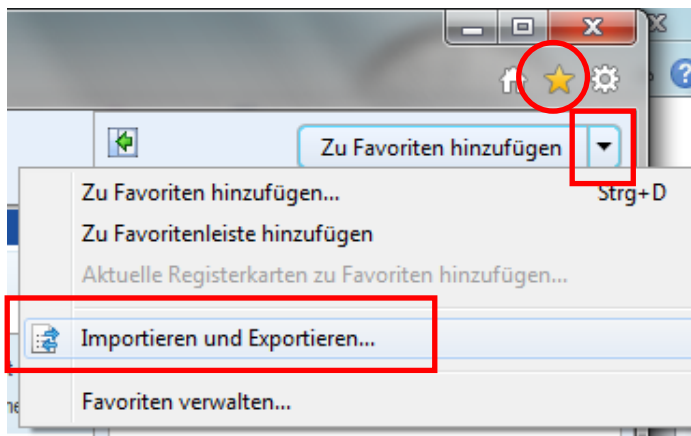 Zu Favoriten hinzufügen
Zu Favoriten hinzufügen... Strg+D
Zu Favoritenleiste hinzufügen
Aktuelle Registerkarten zu Favoriten hinzufügen...
Importieren und Exportieren...
Favoriten verwalten...